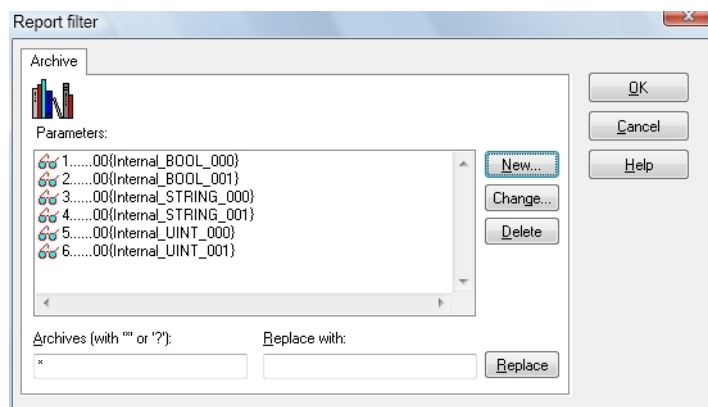 Report filter
Archive
OK
Cancel
Help
Parameters:
1......00{Internal_BOOL_000}
2......00{Internal_BOOL_001}
3......00{Internal_STRING_000}
4......00{Internal_STRING_001}
5......00{Internal_UINT_000}
6......00{Internal_UINT_001}
New...
Change...
Delete
Archives (with '*' or '?'):
Replace with:
*
Replace